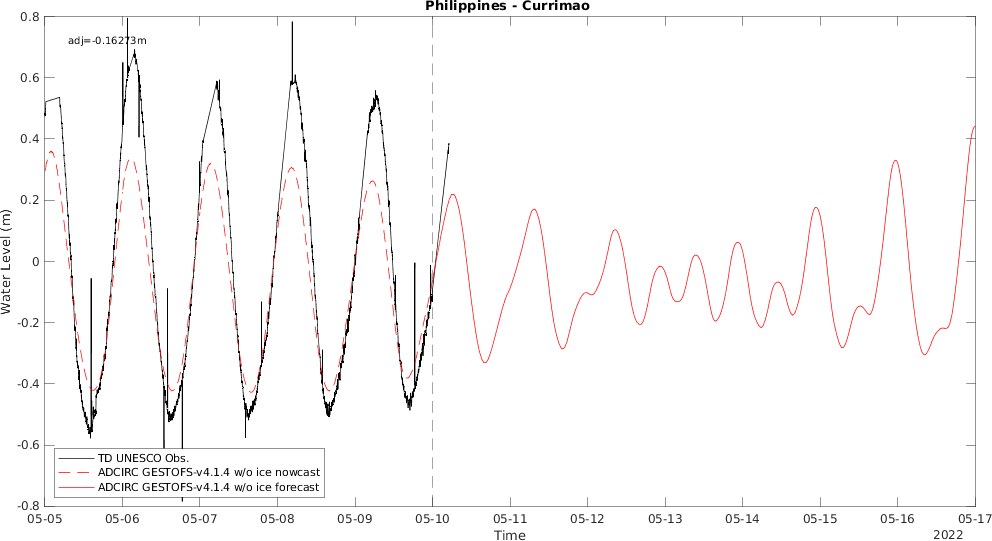 Philippines - Currimao
adj=-0.16273m
0.8
0.6
0.4
0.2
0
-0.2
-0.4
-0.6
-0.8
Water Level (m)
TD UNESCO Obs.
ADCIRC GESTOFS-v4.1.4 w/o ice nowcast
ADCIRC GESTOFS-v4.1.4 w/o ice forecast
05-05 05-06 05-07 05-08 05-09 05-10 05-11 05-12 05-13 05-14 05-15 05-16 05-17
Time
2022